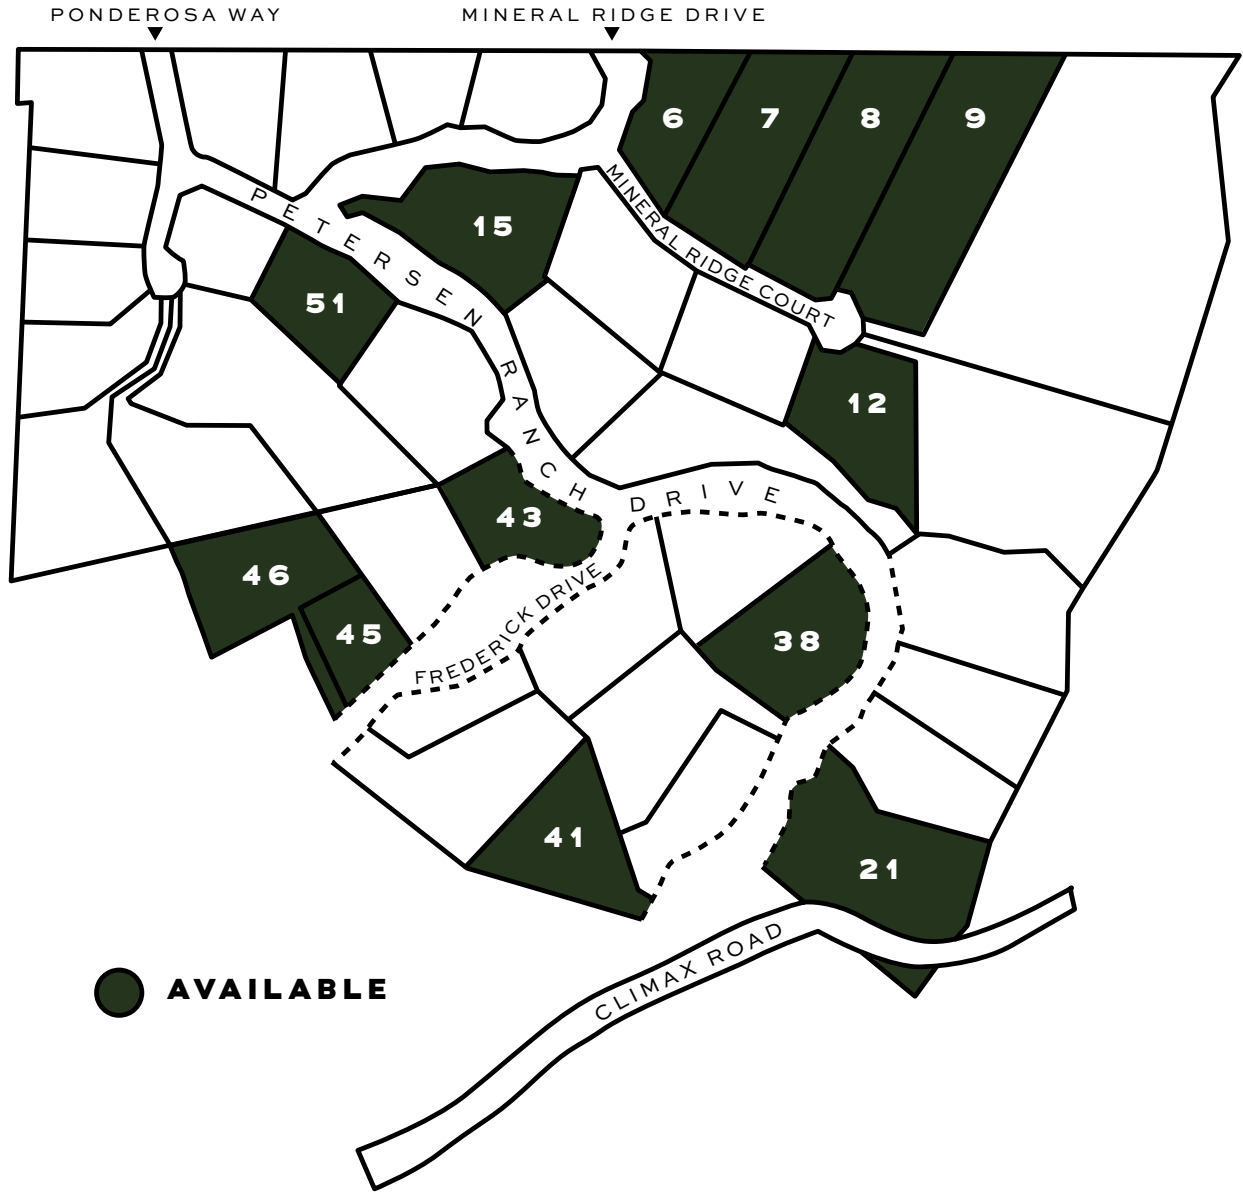 PONDEROSA WAY
MINERAL RIDGE DRIVE
6
7
8
9
MINERAL RIDGE COURT
PETERSEN RANCH DRIVE
15
51
12
43
46
45
FREDERICK DRIVE
38
41
21
CLIMAX ROAD
AVAILABLE